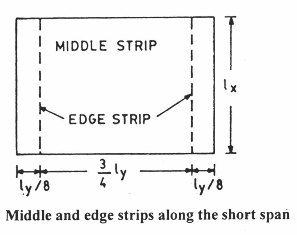 MIDDLE STRIP
lx
EDGE STRIP
ly/8
3/4 ly
ly/8
Middle and edge strips along the short span